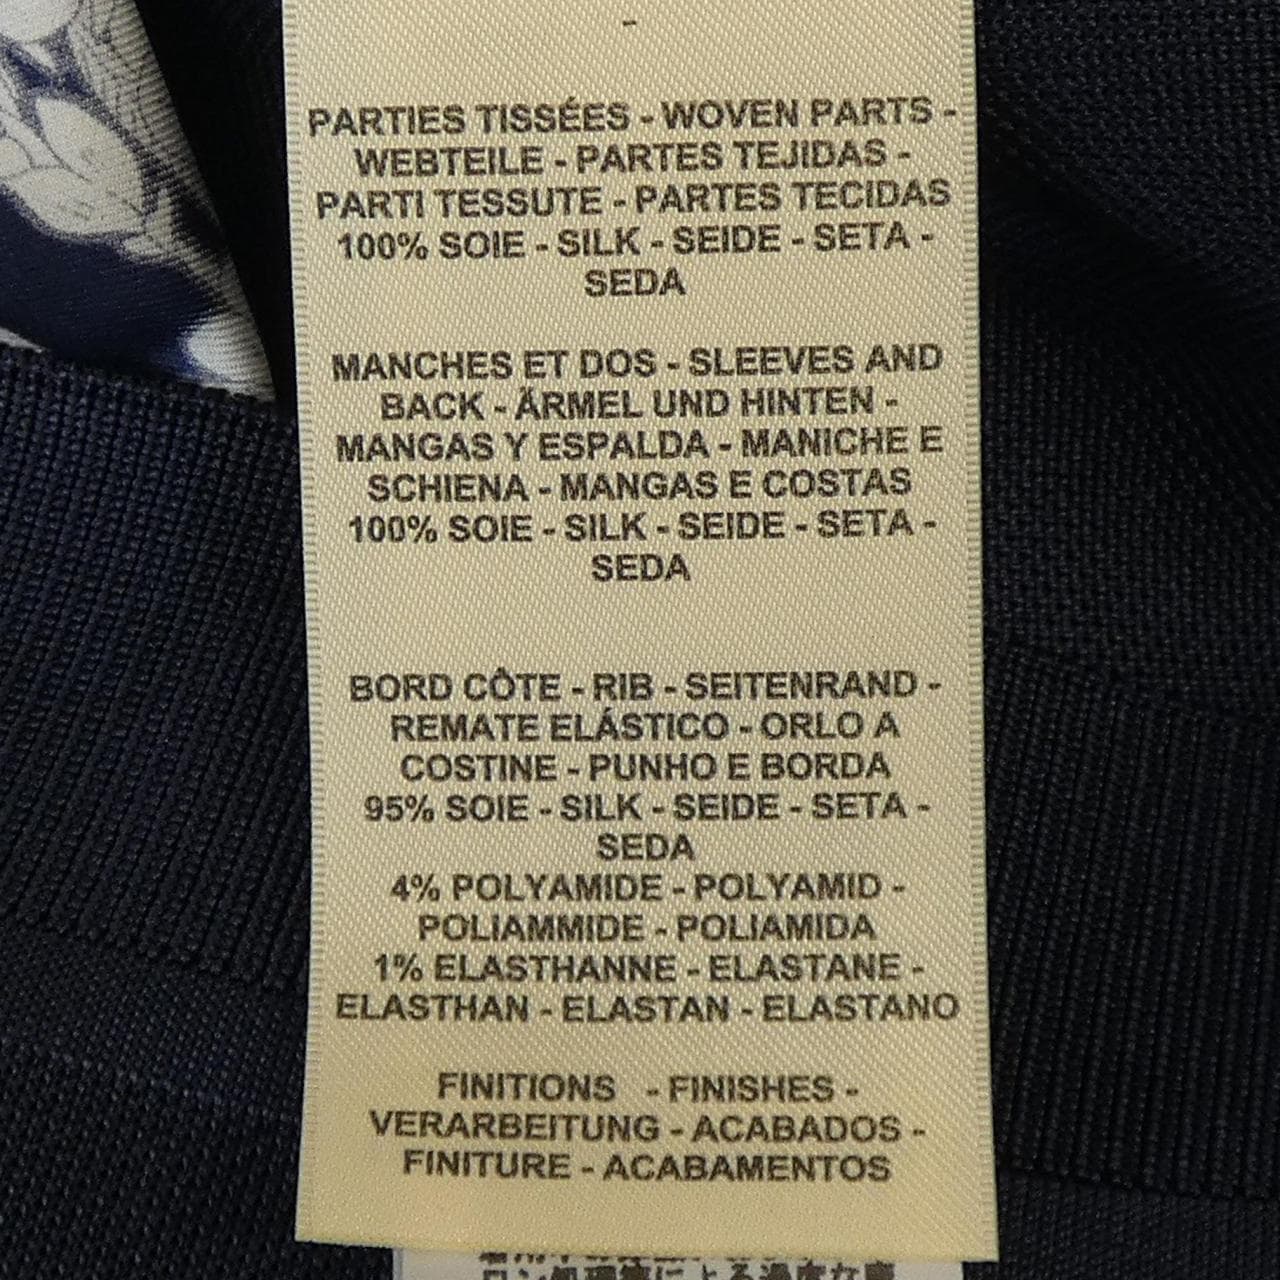 -
PARTIES TISSÉES - WOVEN PARTS -
WEBTEILE - PARTES TEJIDAS -
PARTI TESSUTE - PARTES TECIDAS
100% SOIE - SILK - SEIDE - SETA -
SEDA
MANCHES ET DOS - SLEEVES AND
BACK - ÄRMEL UND HINTEN -
MANGAS Y ESPALDA - MANICHE E
SCHIENA - MANGAS E COSTAS
100% SOIE - SILK - SEIDE - SETA -
SEDA
BORD CÔTE - RIB - SEITENRAND -
REMATE ELÁSTICO - ORLO A
COSTINE - PUNHO E BORDA
95% SOIE - SILK - SEIDE - SETA -
SEDA
4% POLYAMIDE - POLYAMID -
POLIAMMIDE - POLIAMIDA
1% ELASTHANNE - ELASTANE -
ELASTHAN - ELASTAN - ELASTANO
FINITIONS - FINISHES -
VERARBEITUNG - ACABADOS -
FINITURE - ACABAMENTOS